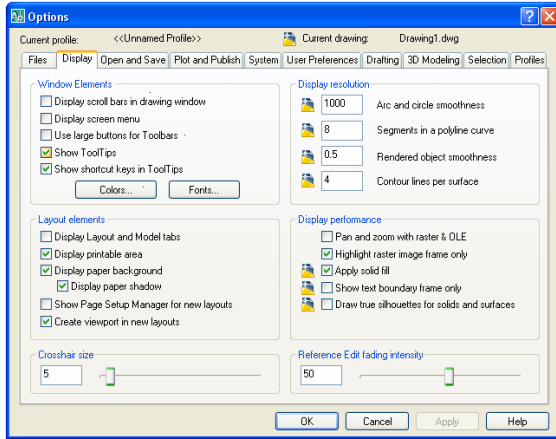 Options
Current profile: <<Unnamed Profile>> Current drawing: Drawing1.dwg
Files Display Open and Save Plot and Publish System User Preferences Drafting 3D Modeling Selection Profiles
Window Elements
Display scroll bars in drawing window
Display screen menu
Use large buttons for Toolbars
Show ToolTips
Show shortcut keys in ToolTips
Colors... Fonts...
Display resolution
1000 Arc and circle smoothness
8 Segments in a polyline curve
0.5 Rendered object smoothness
4 Contour lines per surface
Layout elements
Display Layout and Model tabs
Display printable area
Display paper background
Display paper shadow
Show Page Setup Manager for new layouts
Create viewport in new layouts
Display performance
Pan and zoom with raster & OLE
Highlight raster image frame only
Apply solid fill
Show text boundary frame only
Draw true silhouettes for solids and surfaces
Crosshair size
5
Reference Edit fading intensity
50
OK Cancel Apply Help